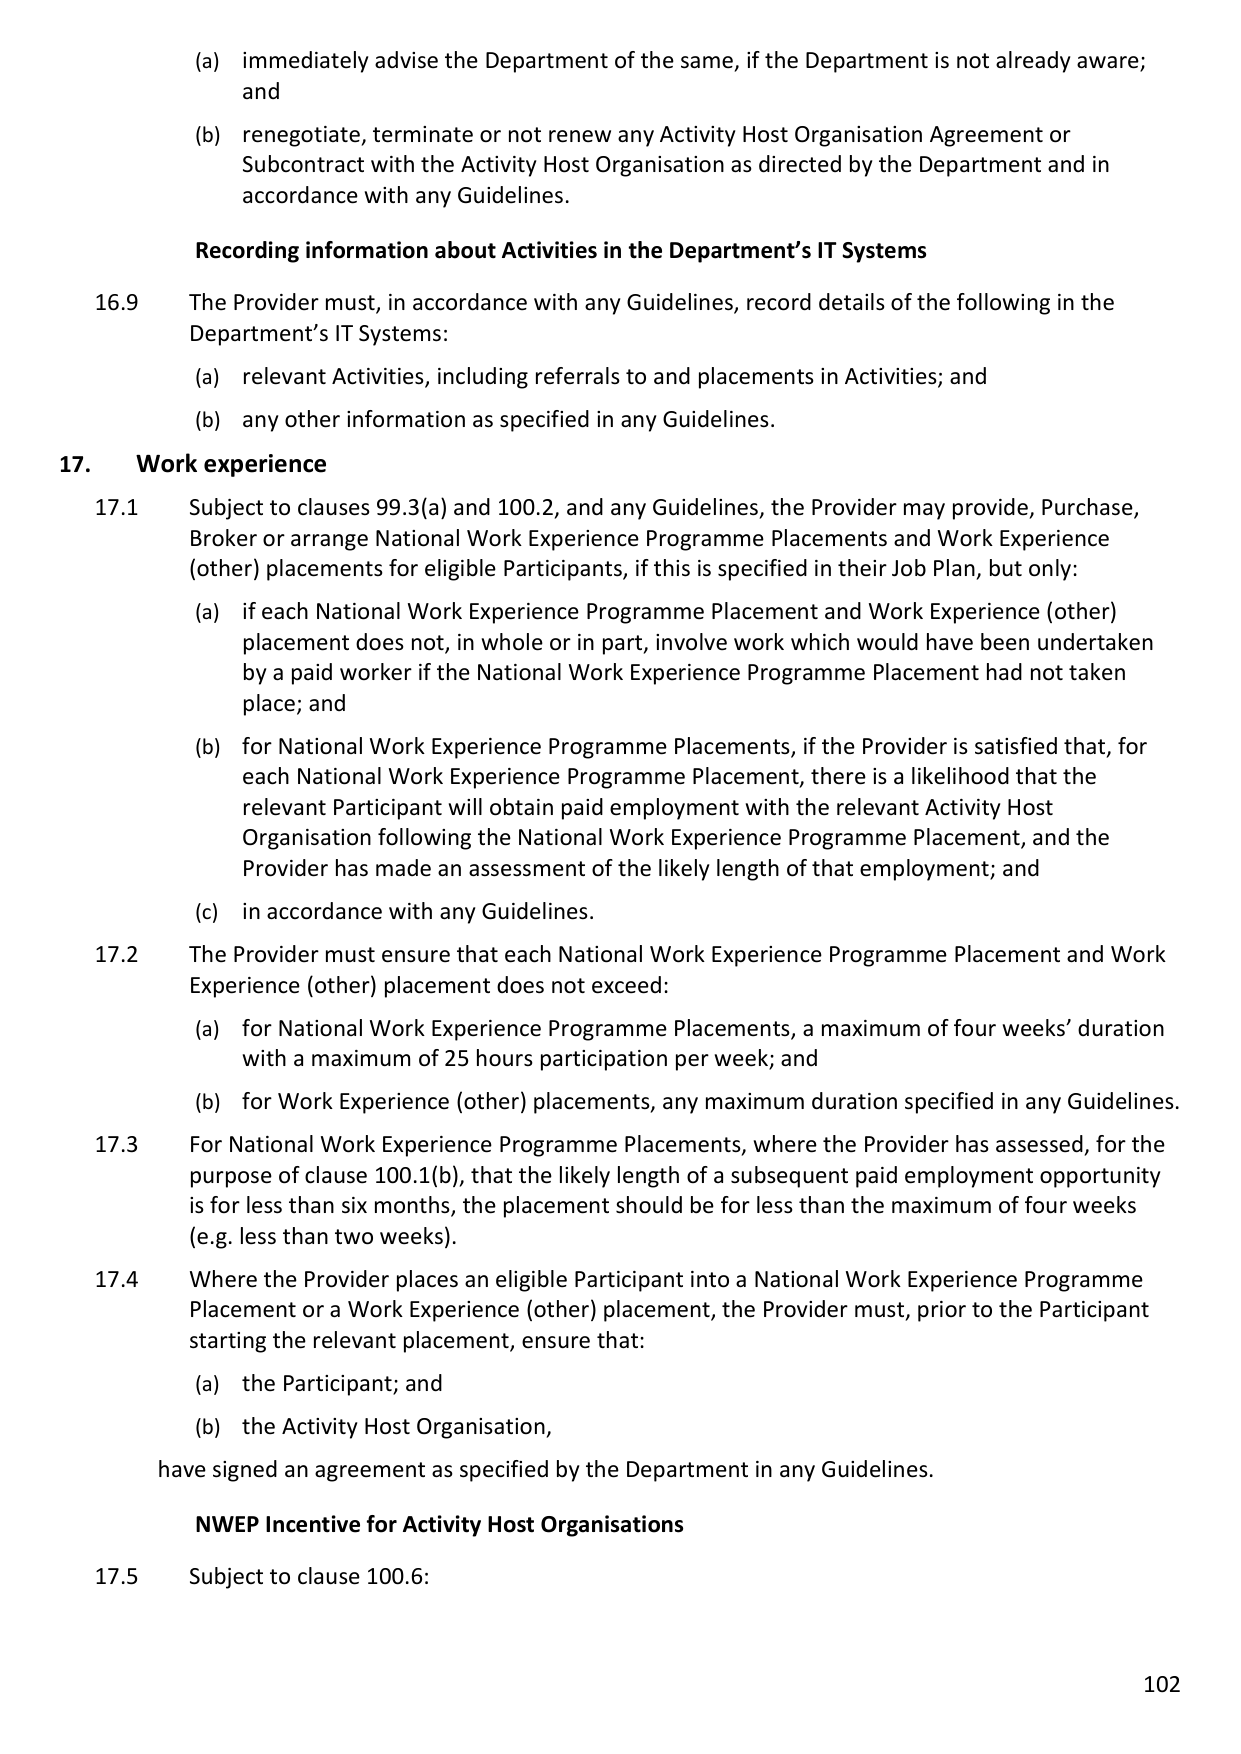 (a) immediately advise the Department of the same, if the Department is not already aware;
and
(b) renegotiate, terminate or not renew any Activity Host Organisation Agreement or
Subcontract with the Activity Host Organisation as directed by the Department and in
accordance with any Guidelines.
Recording information about Activities in the Department’s IT Systems
16.9 The Provider must, in accordance with any Guidelines, record details of the following in the
Department’s IT Systems:
(a) relevant Activities, including referrals to and placements in Activities; and
(b) any other information as specified in any Guidelines.
17. Work experience
17.1 Subject to clauses 99.3(a) and 100.2, and any Guidelines, the Provider may provide, Purchase,
Broker or arrange National Work Experience Programme Placements and Work Experience
(other) placements for eligible Participants, if this is specified in their Job Plan, but only:
(a) if each National Work Experience Programme Placement and Work Experience (other)
placement does not, in whole or in part, involve work which would have been undertaken
by a paid worker if the National Work Experience Programme Placement had not taken
place; and
(b) for National Work Experience Programme Placements, if the Provider is satisfied that, for
each National Work Experience Programme Placement, there is a likelihood that the
relevant Participant will obtain paid employment with the relevant Activity Host
Organisation following the National Work Experience Programme Placement, and the
Provider has made an assessment of the likely length of that employment; and
(c) in accordance with any Guidelines.
17.2 The Provider must ensure that each National Work Experience Programme Placement and Work
Experience (other) placement does not exceed:
(a) for National Work Experience Programme Placements, a maximum of four weeks’ duration
with a maximum of 25 hours participation per week; and
(b) for Work Experience (other) placements, any maximum duration specified in any Guidelines.
17.3 For National Work Experience Programme Placements, where the Provider has assessed, for the
purpose of clause 100.1(b), that the likely length of a subsequent paid employment opportunity
is for less than six months, the placement should be for less than the maximum of four weeks
(e.g. less than two weeks).
17.4 Where the Provider places an eligible Participant into a National Work Experience Programme
Placement or a Work Experience (other) placement, the Provider must, prior to the Participant
starting the relevant placement, ensure that:
(a) the Participant; and
(b) the Activity Host Organisation,
have signed an agreement as specified by the Department in any Guidelines.
NWEP Incentive for Activity Host Organisations
17.5 Subject to clause 100.6:
102